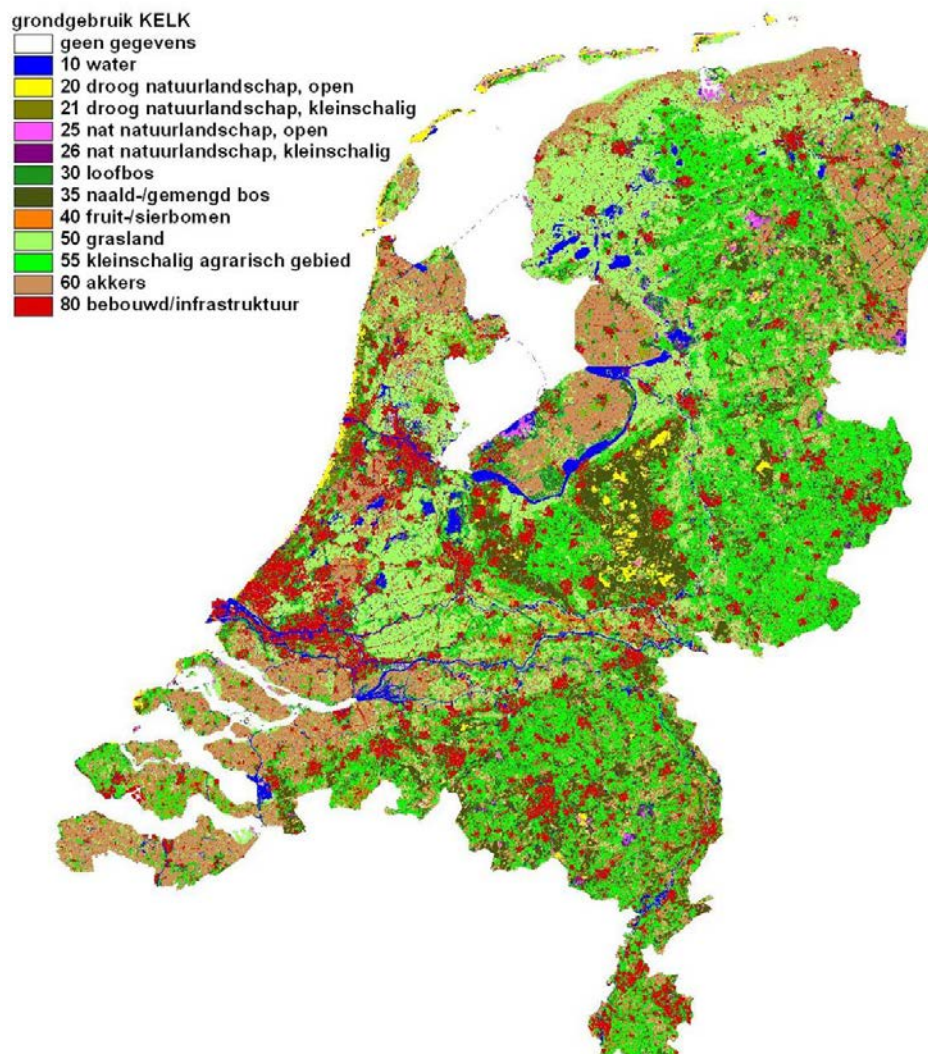 grondgebruik KELK
geen gegevens
10 water
20 droog natuurlandschap, open
21 droog natuurlandschap, kleinschalig
25 nat natuurlandschap, open
26 nat natuurlandschap, kleinschalig
30 loofbos
35 naald-/gemengd bos
40 fruit-/sierbomen
50 grasland
55 kleinschalig agrarisch gebied
60 akkers
80 bebouwd/infrastruktuur